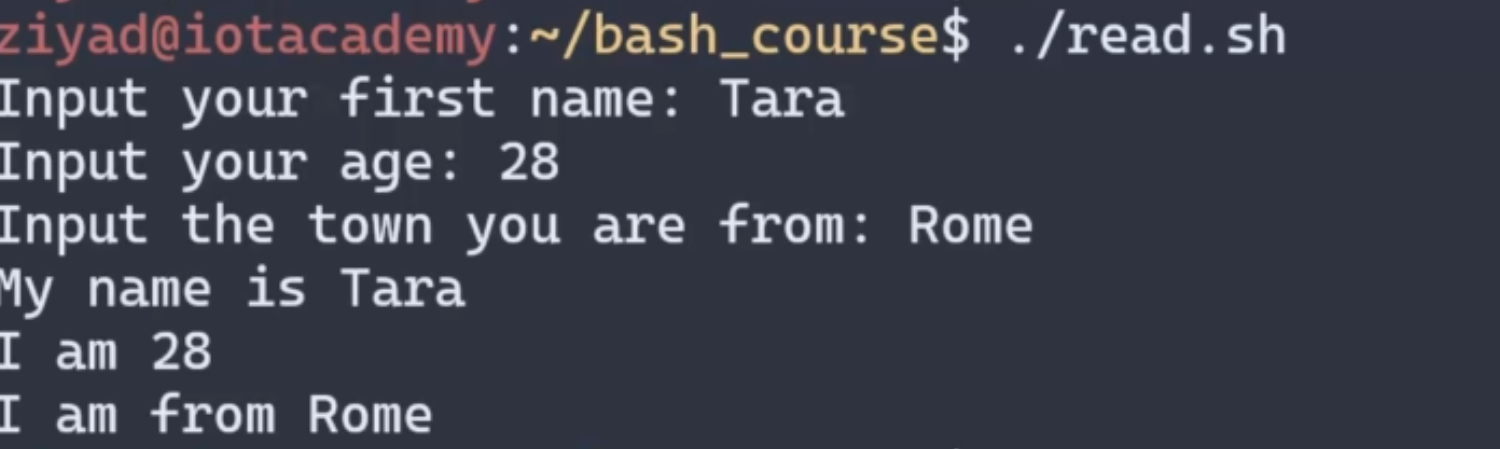 ziyad@iotacademy:~/bash_course$ ./read.sh
Input your first name: Tara
Input your age: 28
Input the town you are from: Rome
My name is Tara
I am 28
I am from Rome